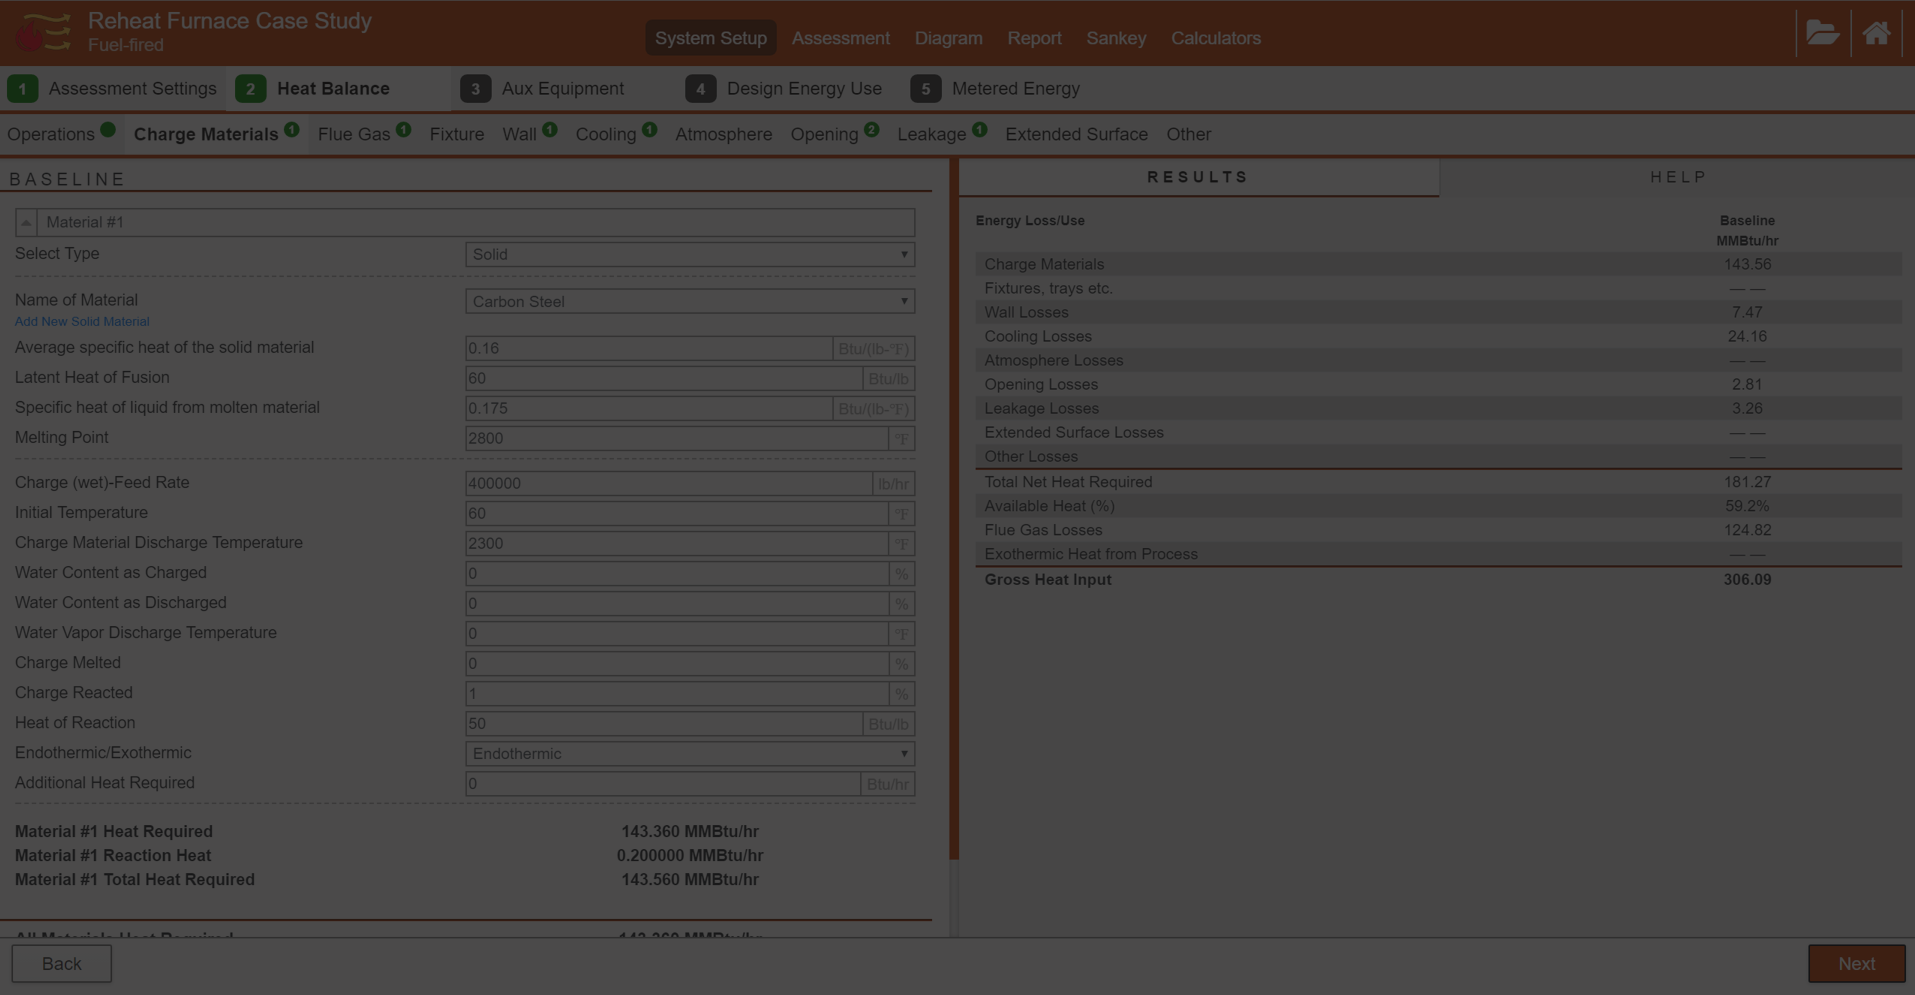 Reheat Furnace Case Study
Fuel-fired
System Setup Assessment Diagram Report Sankey Calculators
1 Assessment Settings 2 Heat Balance 3 Aux Equipment 4 Design Energy Use 5 Metered Energy
Operations Charge Materials 1 Flue Gas 1 Fixture Wall 1 Cooling 1 Atmosphere Opening 2 Leakage 1 Extended Surface Other
BASELINE
Material #1
Select Type Solid
Name of Material Carbon Steel
Add New Solid Material
Average specific heat of the solid material 0.16 Btu/(lb-°F)
Latent Heat of Fusion 60 Btu/lb
Specific heat of liquid from molten material 0.175 Btu/(lb-°F)
Melting Point 2800 °F
Charge (wet)-Feed Rate 400000 lb/hr
Initial Temperature 60 °F
Charge Material Discharge Temperature 2300 °F
Water Content as Charged 0 %
Water Content as Discharged 0 %
Water Vapor Discharge Temperature 0 °F
Charge Melted 0 %
Charge Reacted 1 %
Heat of Reaction 50 Btu/lb
Endothermic/Exothermic Endothermic
Additional Heat Required 0 Btu/hr
Material #1 Heat Required 143.360 MMBtu/hr
Material #1 Reaction Heat 0.200000 MMBtu/hr
Material #1 Total Heat Required 143.560 MMBtu/hr
All Materials Heat Required 143.360 MMBtu/hr
RESULTS HELP
Energy Loss/Use Baseline
MMBtu/hr
Charge Materials 143.56
Fixtures, trays etc. — —
Wall Losses 7.47
Cooling Losses 24.16
Atmosphere Losses — —
Opening Losses 2.81
Leakage Losses 3.26
Extended Surface Losses — —
Other Losses — —
Total Net Heat Required 181.27
Available Heat (%) 59.2%
Flue Gas Losses 124.82
Exothermic Heat from Process — —
Gross Heat Input 306.09
Back Next